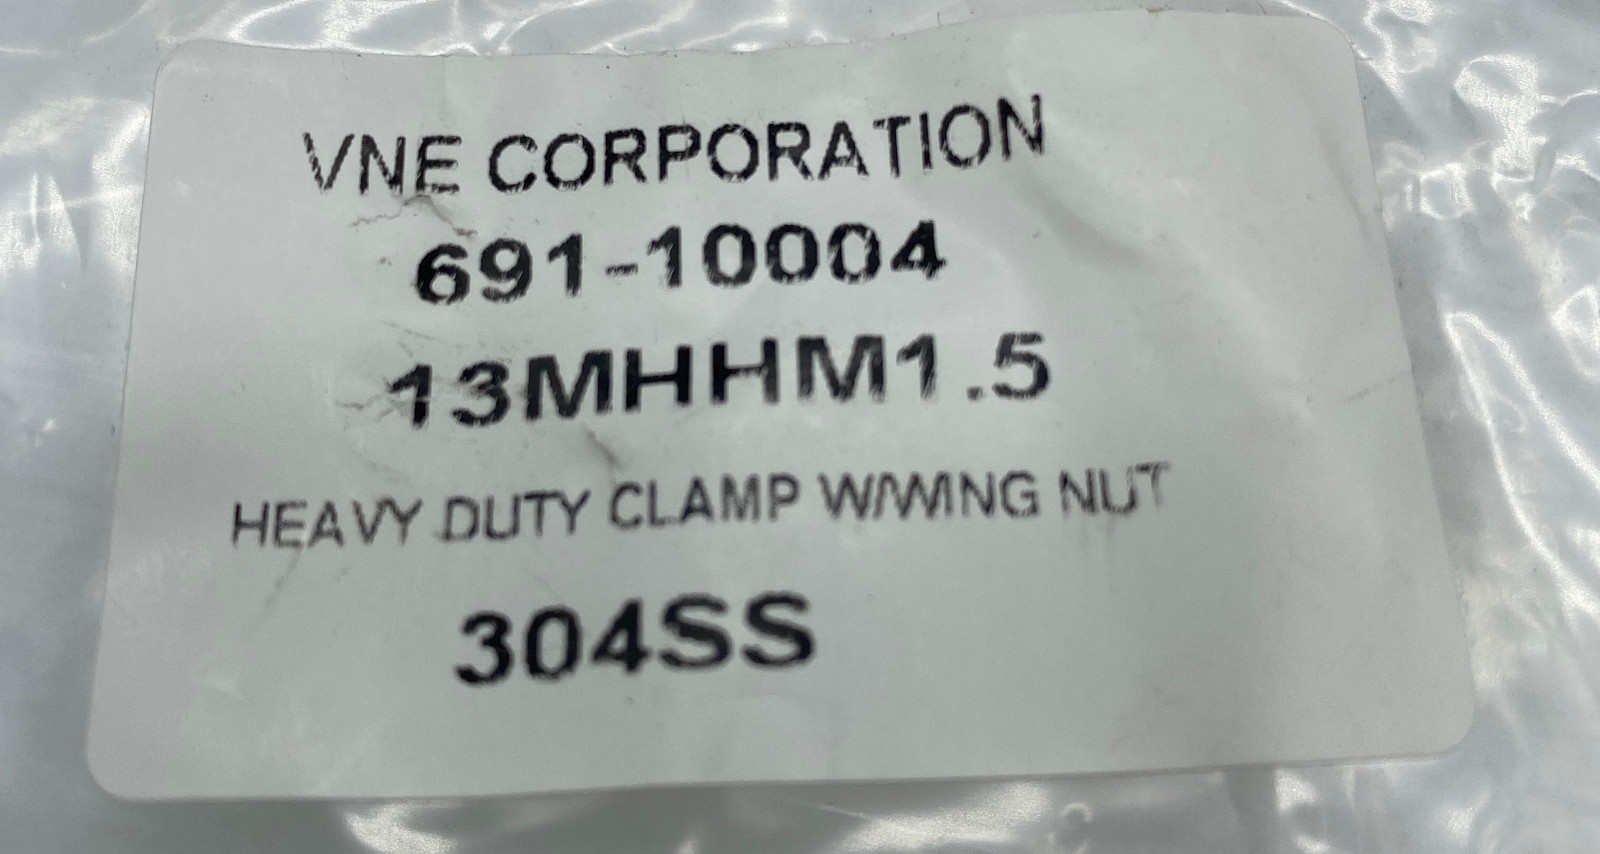 VNE CORPORATION
691-10004
13MHHM1.5
HEAVY DUTY CLAMP W/WING NUT
304SS